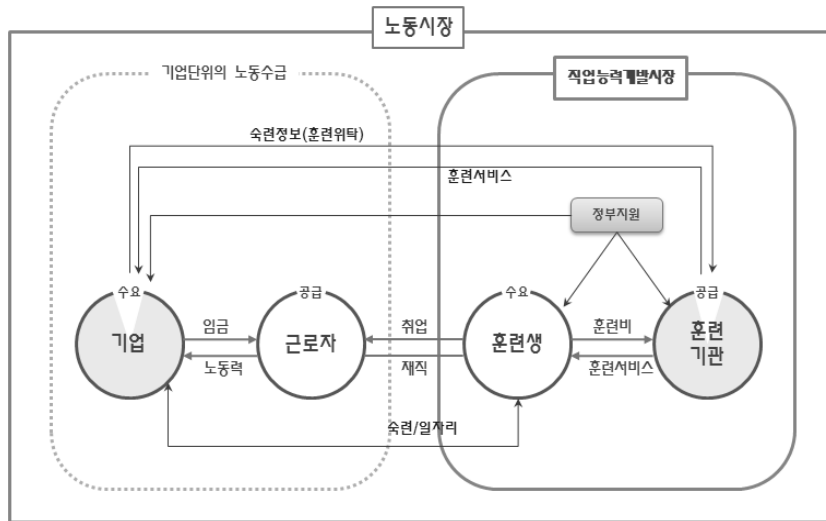 노동시장
기업단위의 노동수급
직업능력개발시장
숙련정보(훈련위탁)
훈련서비스
정부지원
수요
기업
공급
근로자
수요
훈련생
공급
훈련
기관
임금
노동력
취업
재직
훈련비
훈련서비스
숙련/일자리